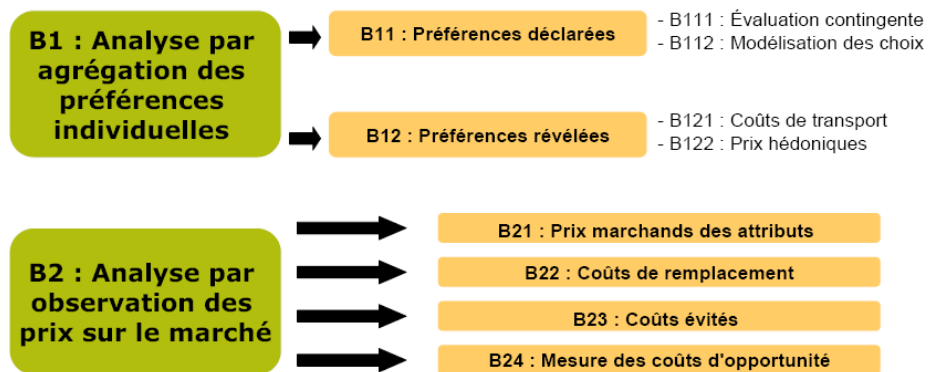 B1 : Analyse par
agrégation des
préférences
individuelles
B11 : Préférences déclarées
- B111 : Évaluation contingente
- B112 : Modélisation des choix
B12 : Préférences révélées
- B121 : Coûts de transport
- B122 : Prix hédoniques
B2 : Analyse par
observation des
prix sur le marché
B21 : Prix marchands des attributs
B22 : Coûts de remplacement
B23 : Coûts évités
B24 : Mesure des coûts d'opportunité